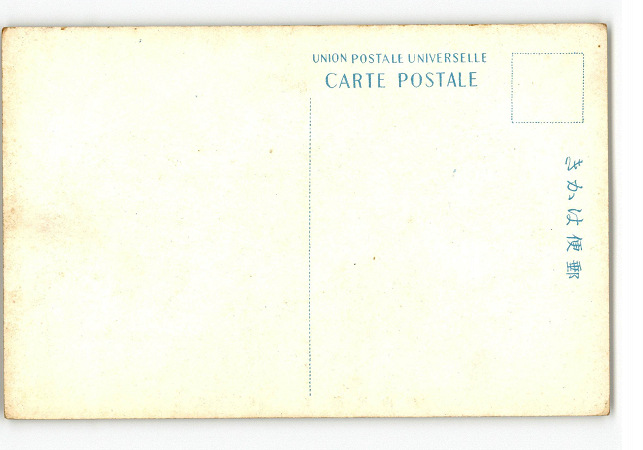 UNION POSTALE UNIVERSELLE
CARTE POSTALE
きかは便郵